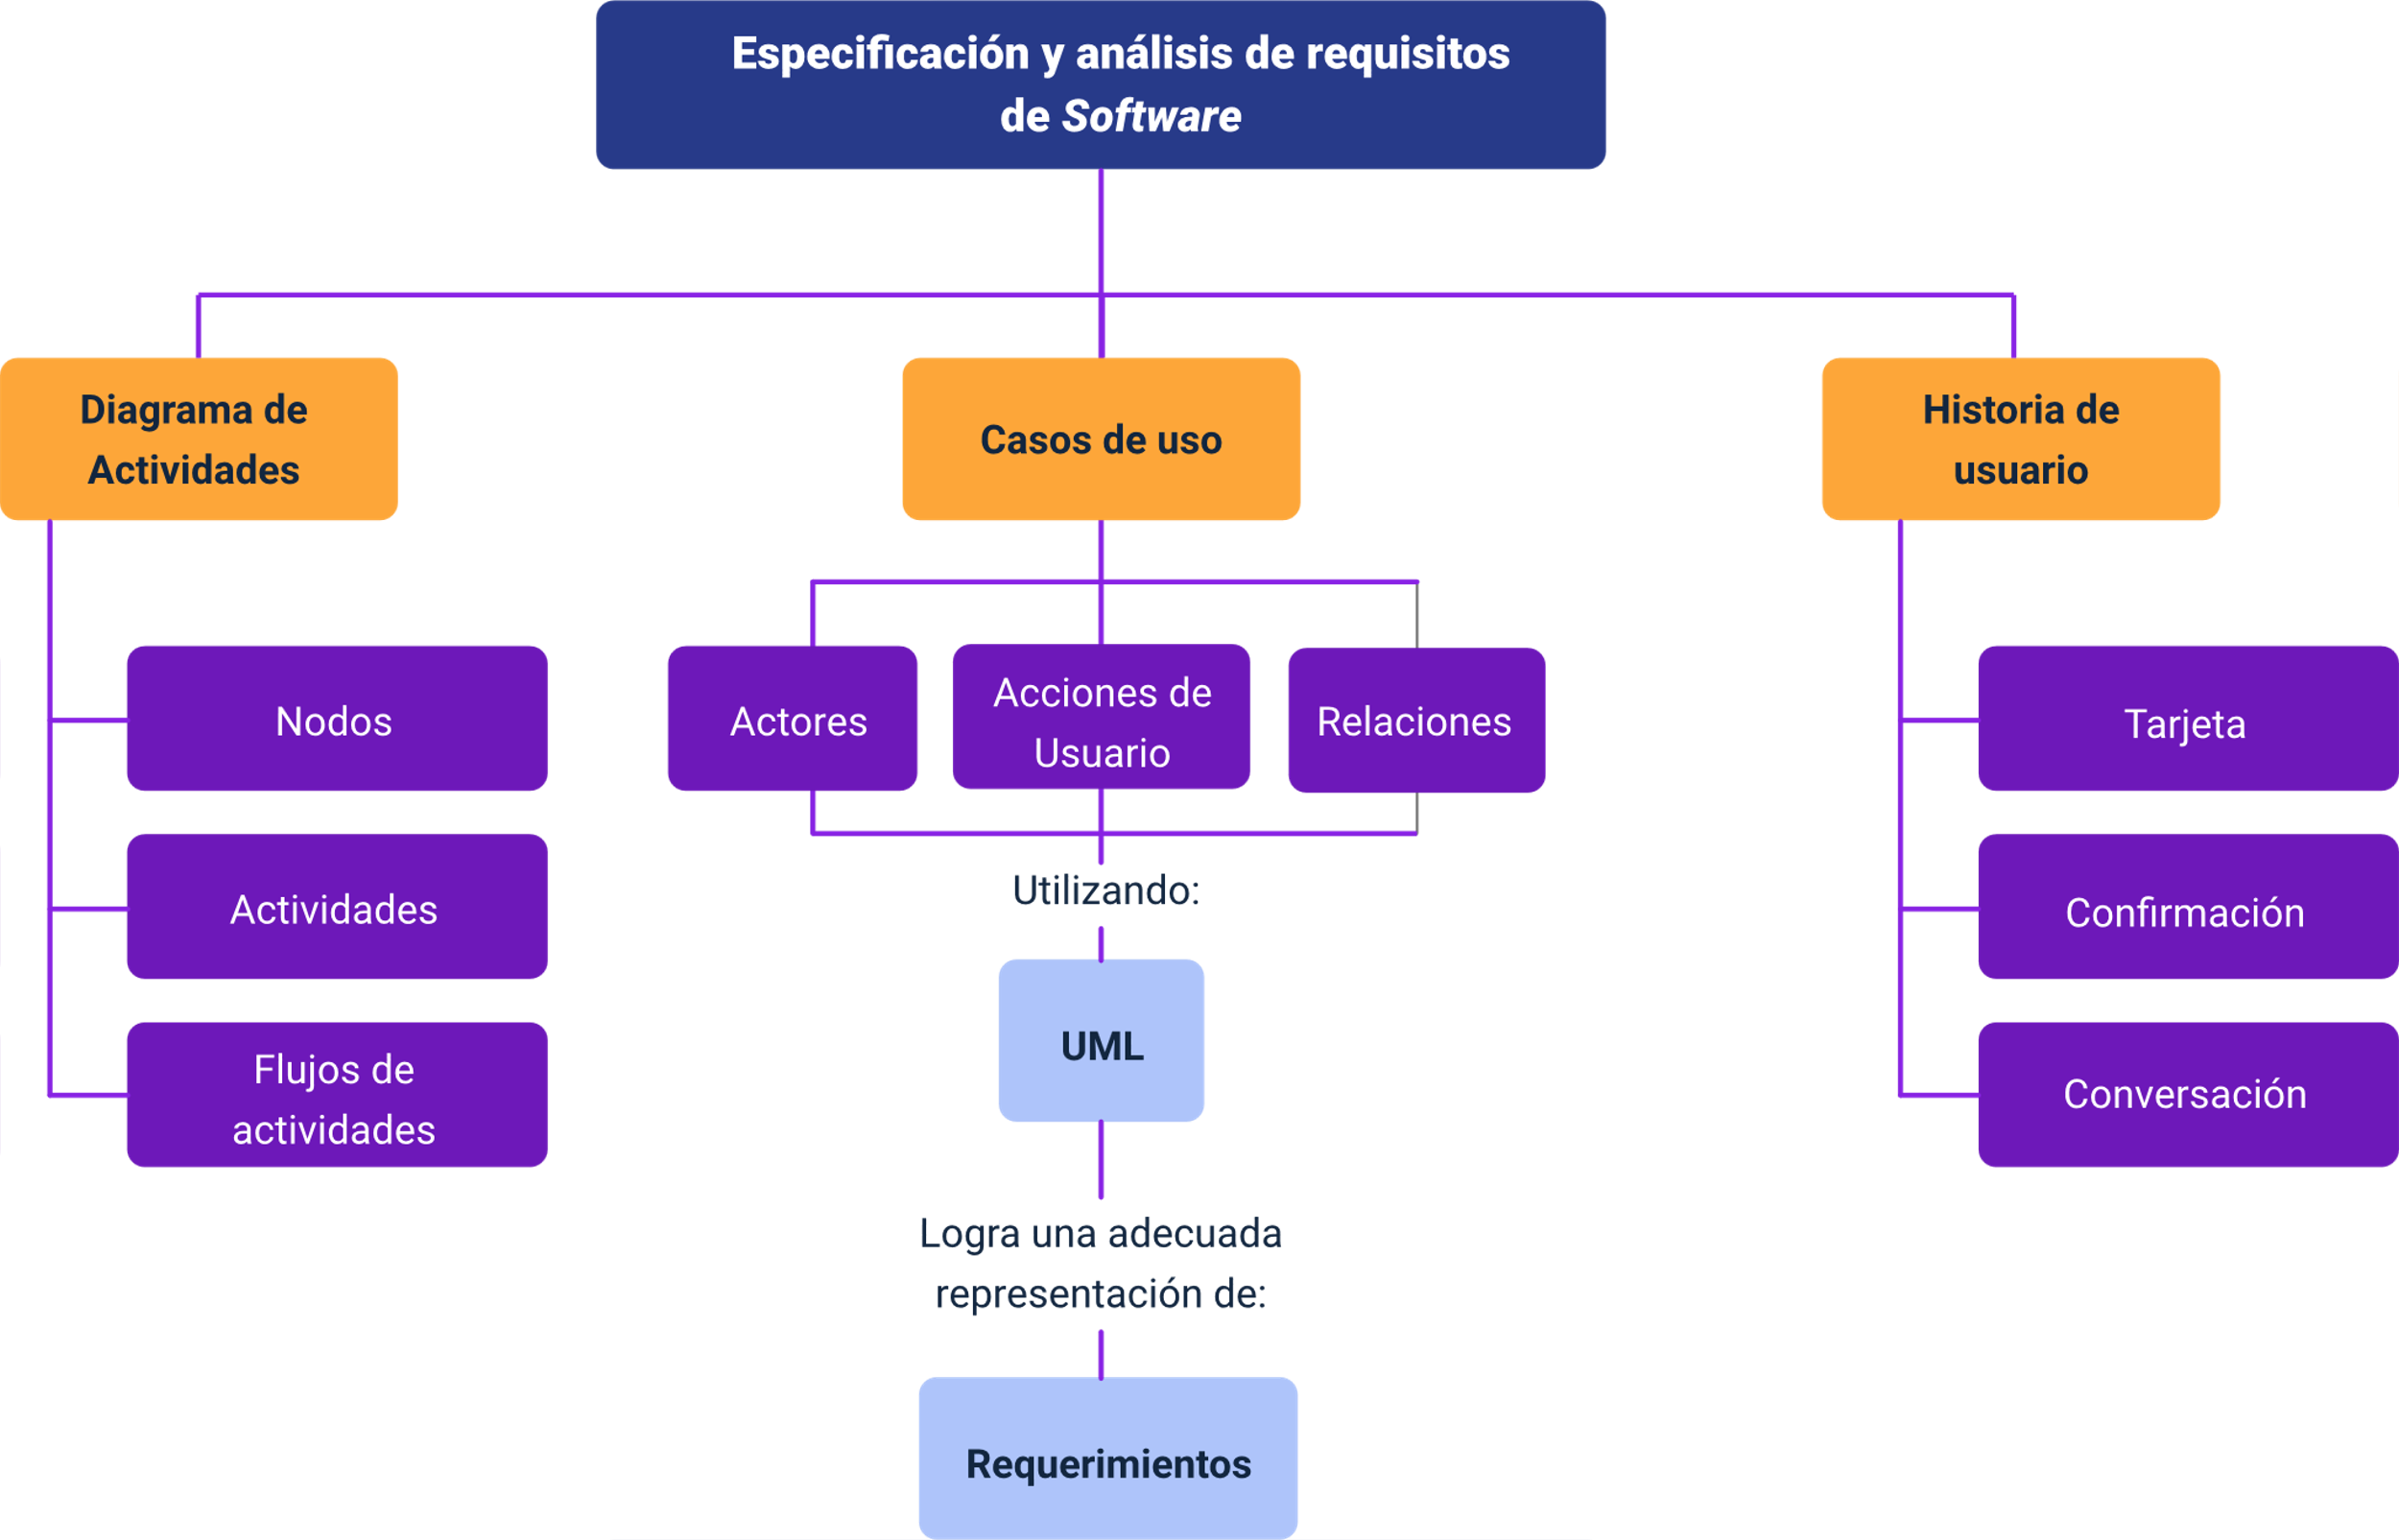 Especificación y análisis de requisitos
de Software
Diagrama de
Actividades
Casos de uso
Historia de
usuario
Nodos
Actividades
Flujos de
actividades
Actores
Acciones de
Usuario
Relaciones
Utilizando:
UML
Logra una adecuada
representación de:
Requerimientos
Tarjeta
Confirmación
Conversación